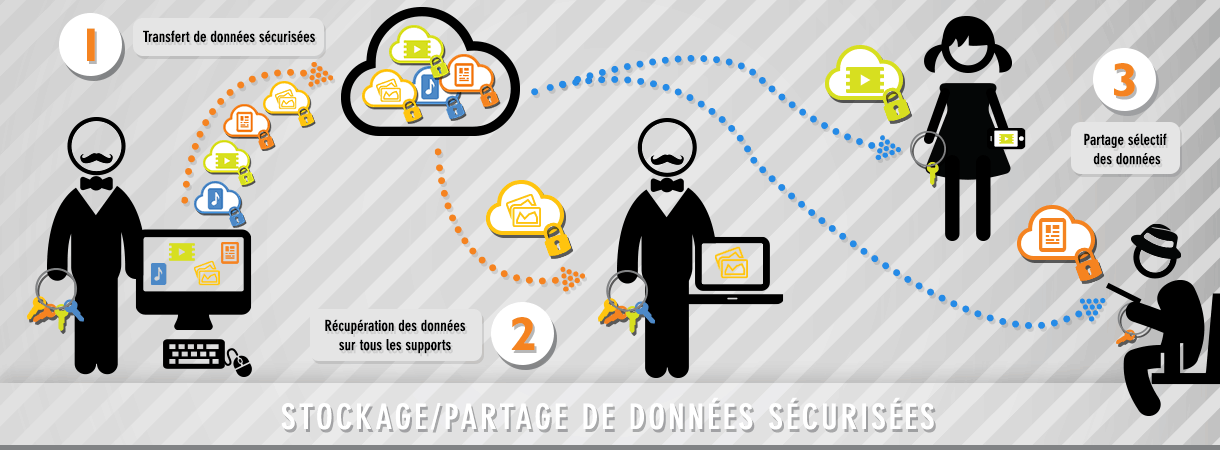 1
Transfert de données sécurisées
2
Récupération des données
sur tous les supports
3
Partage sélectif
des données
STOCKAGE/PARTAGE DE DONNÉES SÉCURISÉES